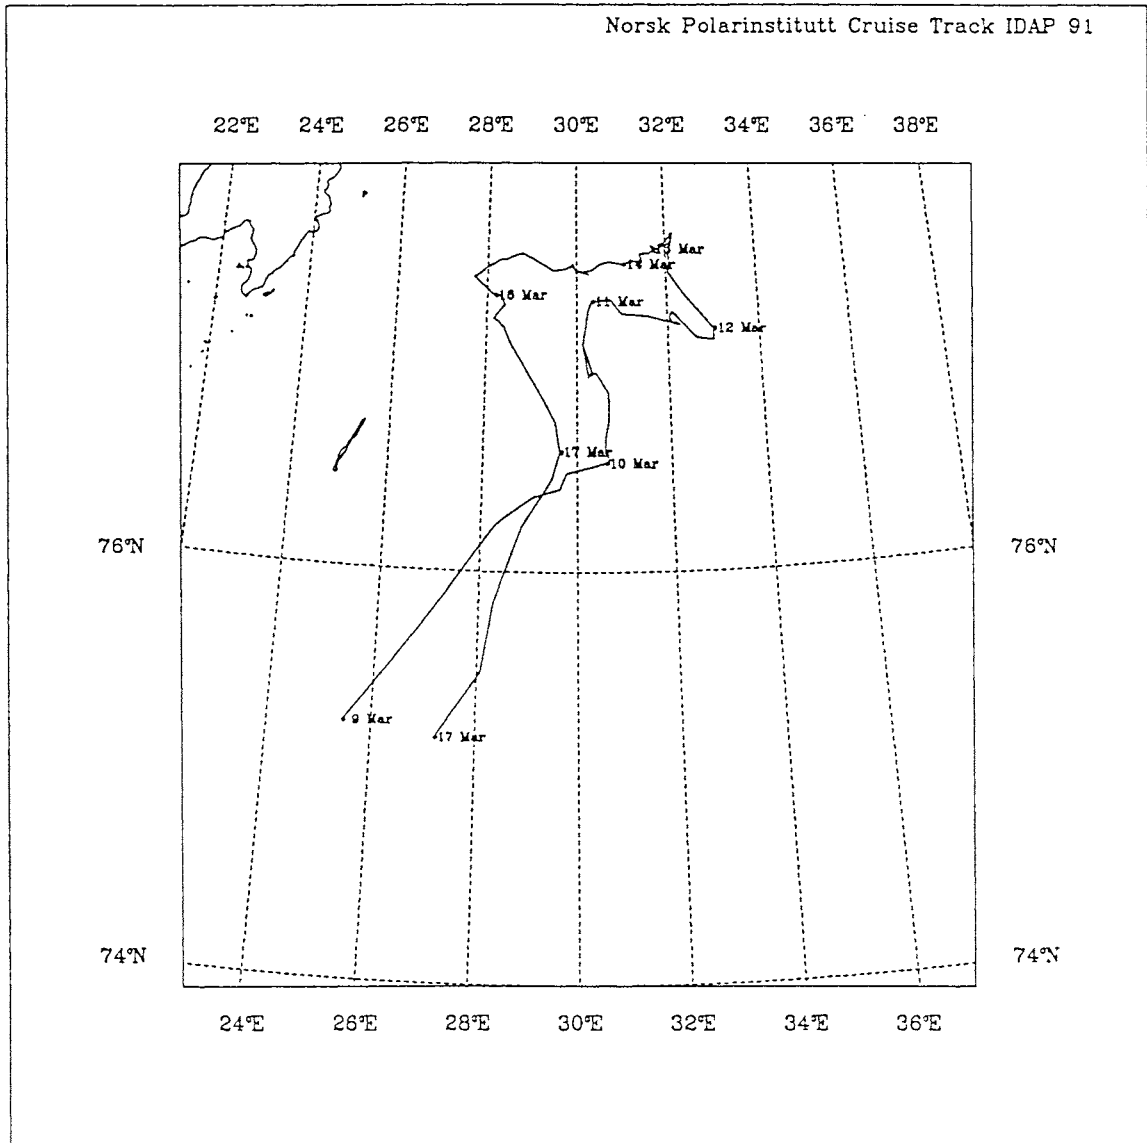 Norsk Polarinstitutt Cruise Track IDAP 91
22°E 24°E 26°E 28°E 30°E 32°E 34°E 36°E 38°E
13 Mar
14 Mar
16 Mar
11 Mar
12 Mar
17 Mar
10 Mar
76°N 76°N
9 Mar
17 Mar
74°N 74°N
24°E 26°E 28°E 30°E 32°E 34°E 36°E